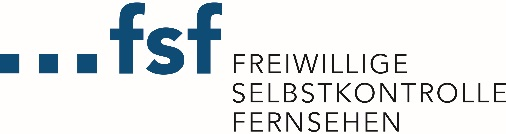 ...fsf FREIWILLIGE
SELBSTKONTROLLE
FERNSEHEN